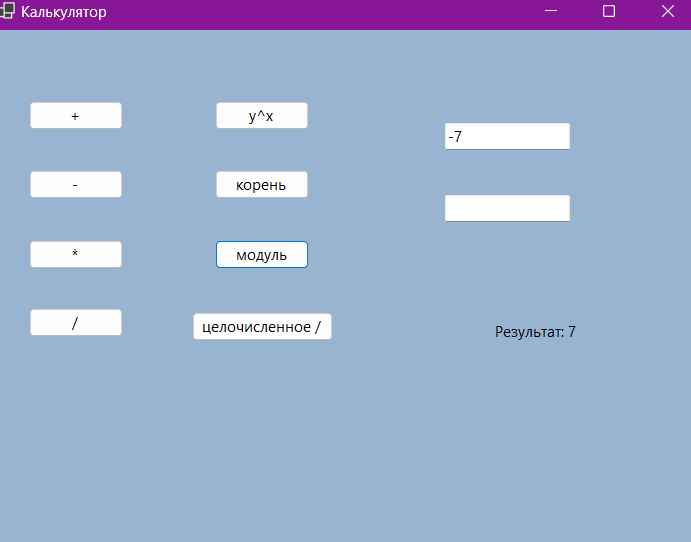 Калькулятор
+
y^x
-7
-
корень
*
модуль
/
целочисленное /
Результат: 7